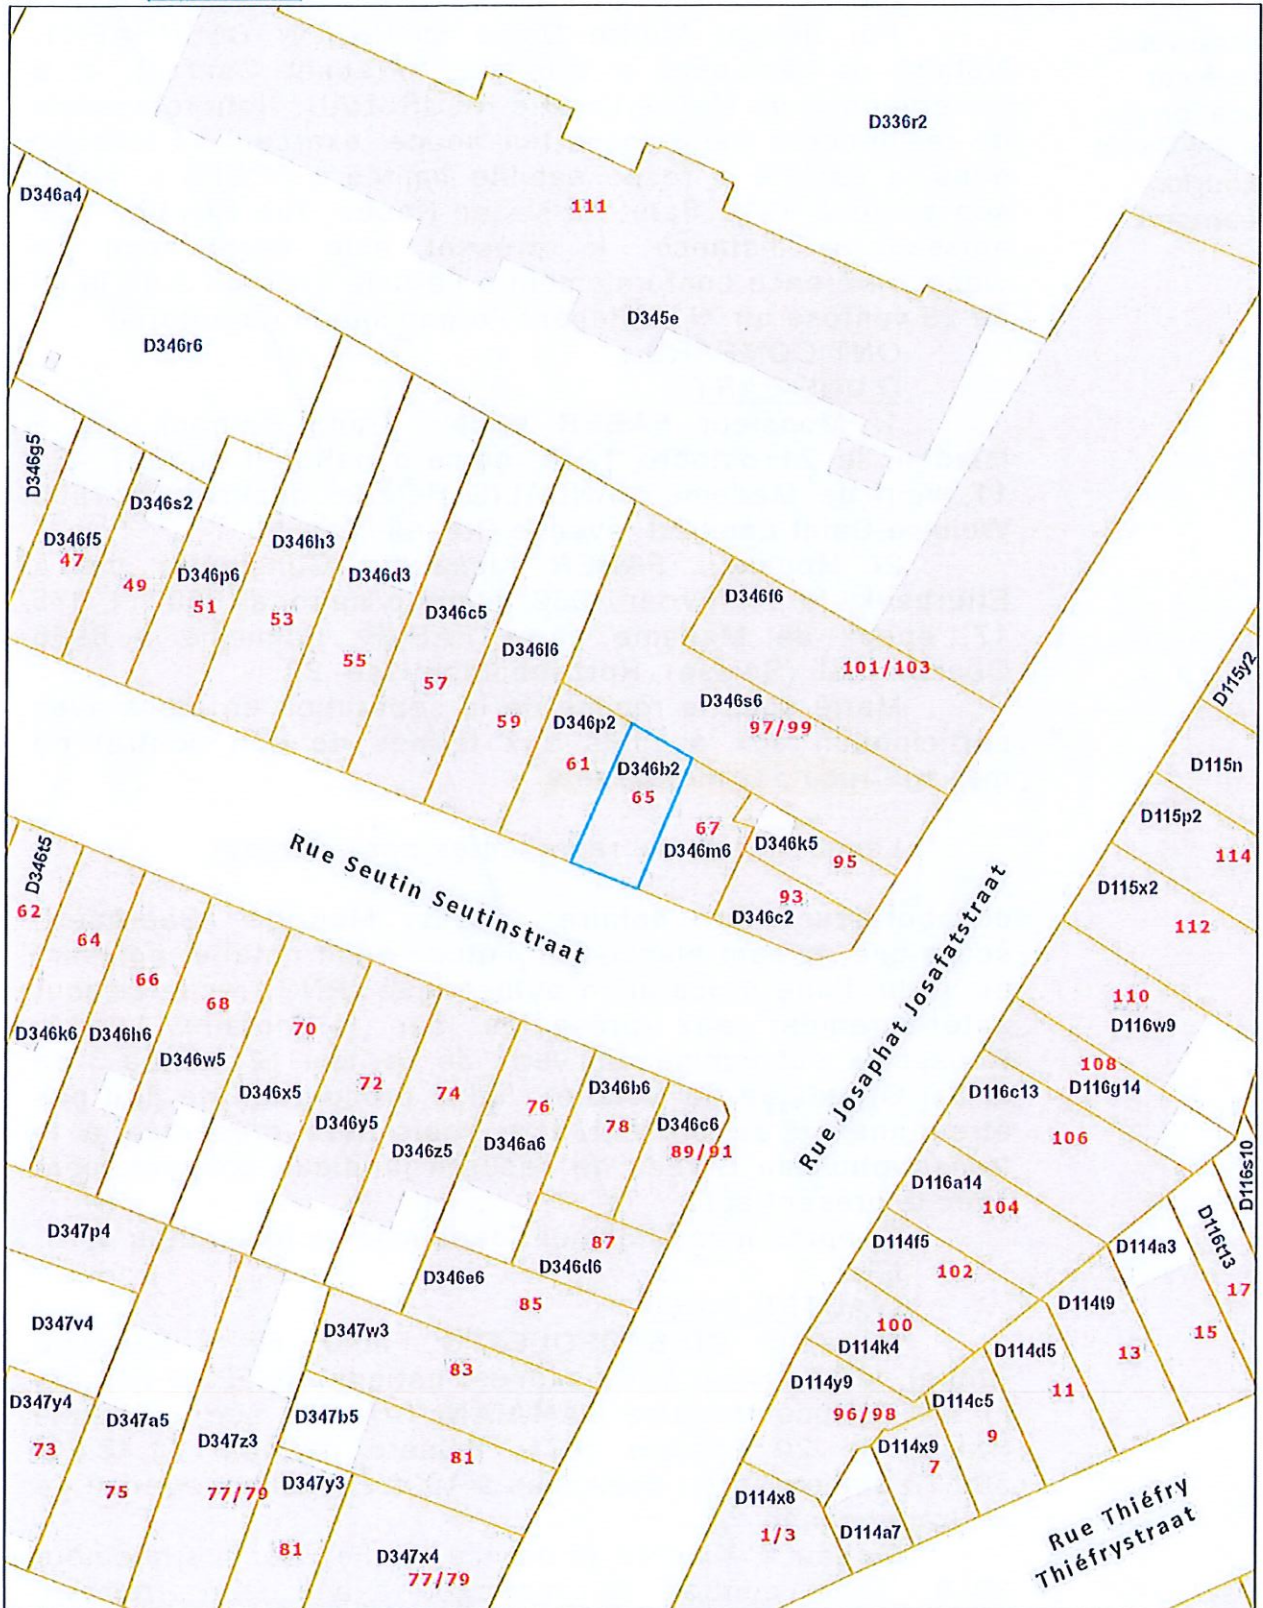 D336r2
D346a4
111
D345e
D346r6
D346g5
D346s2
D346f5
47
D346h3
49
D346p6
51
D346d3
53
D346c5
D346f6
55
D346l6
101/103
57
D115y2
D346s6
59
D346p2
97/99
61
D346b2
D115n
65
D115p2
67
D346k5
D346m6
114
95
D346t5
Rue Seutin Seutinstraat
93
D115x2
62
D346c2
112
64
Rue Josaphat Josafatstraat
66
110
68
D346k6
D346h6
70
D116w9
D346w5
108
72
D346b6
D116c13
D116g14
D346x5
74
76
78
D346c6
D346y5
106
D346z5
D346a6
89/91
D116s10
D116a14
104
D347p4
87
D114f5
D114a3
D116t13
D346e6
D346d6
102
17
85
D114t9
D347v4
D347w3
100
15
D114k4
D114d5
13
83
D114y9
11
D347y4
D347a5
D347b5
96/98
D114c5
73
D347z3
9
81
D114x9
7
D347y3
75
77/79
D114x8
1/3
D114a7
Rue Thiéfry
Thiéfrystraat
81
D347x4
77/79